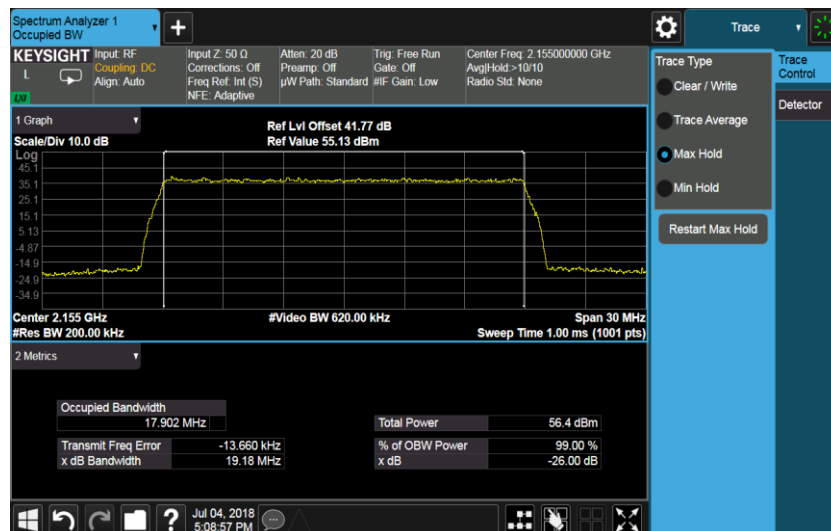 Spectrum Analyzer 1
Occupied BW
+
Trace
KEYSIGHT
L
LXI
Input: RF
Coupling: DC
Align: Auto
Input Z: 50 Ω
Corrections: Off
Freq Ref: Int (S)
NFE: Adaptive
Atten: 20 dB
Preamp: Off
µW Path: Standard
Trig: Free Run
Gate: Off
#IF Gain: Low
Center Freq: 2.155000000 GHz
Avg|Hold:>10/10
Radio Std: None
Trace Type
Clear / Write
Trace Average
Max Hold
Min Hold
Restart Max Hold
Trace
Control
Detector
1 Graph
Scale/Div 10.0 dB
Ref Lvl Offset 41.77 dB
Ref Value 55.13 dBm
Log
45.1
35.1
25.1
15.1
5.13
-4.87
-14.9
-24.9
-34.9
Center 2.155 GHz
#Video BW 620.00 kHz
Span 30 MHz
#Res BW 200.00 kHz
Sweep Time 1.00 ms (1001 pts)
2 Metrics
Occupied Bandwidth
17.902 MHz
Total Power 56.4 dBm
Transmit Freq Error -13.660 kHz
% of OBW Power 99.00 %
x dB Bandwidth 19.18 MHz
x dB -26.00 dB
?
Jul 04, 2018
5:08:57 PM